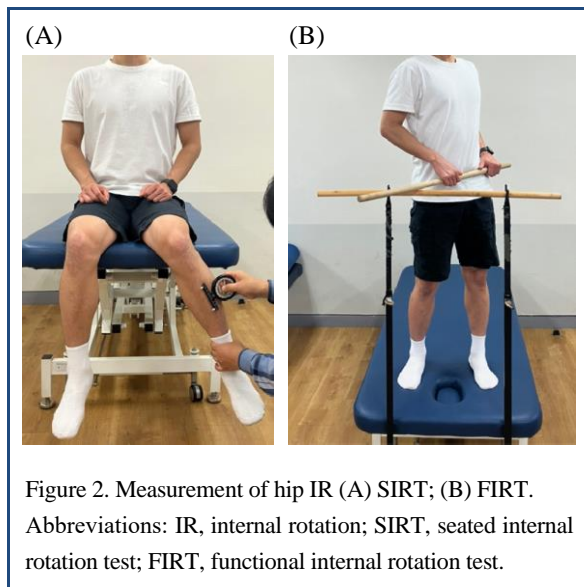 (A) (B)
Figure 2. Measurement of hip IR (A) SIRT; (B) FIRT.
Abbreviations: IR, internal rotation; SIRT, seated internal
rotation test; FIRT, functional internal rotation test.